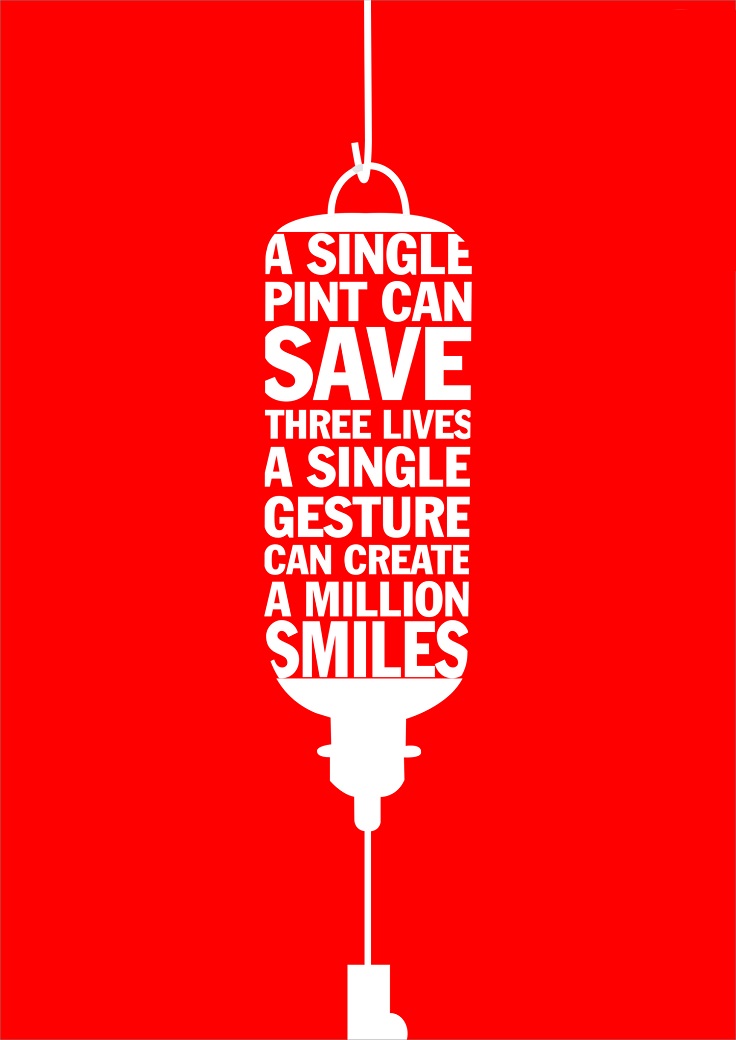 A SINGLE
PINT CAN
SAVE
THREE LIVES
A SINGLE
GESTURE
CAN CREATE
A MILLION
SMILES